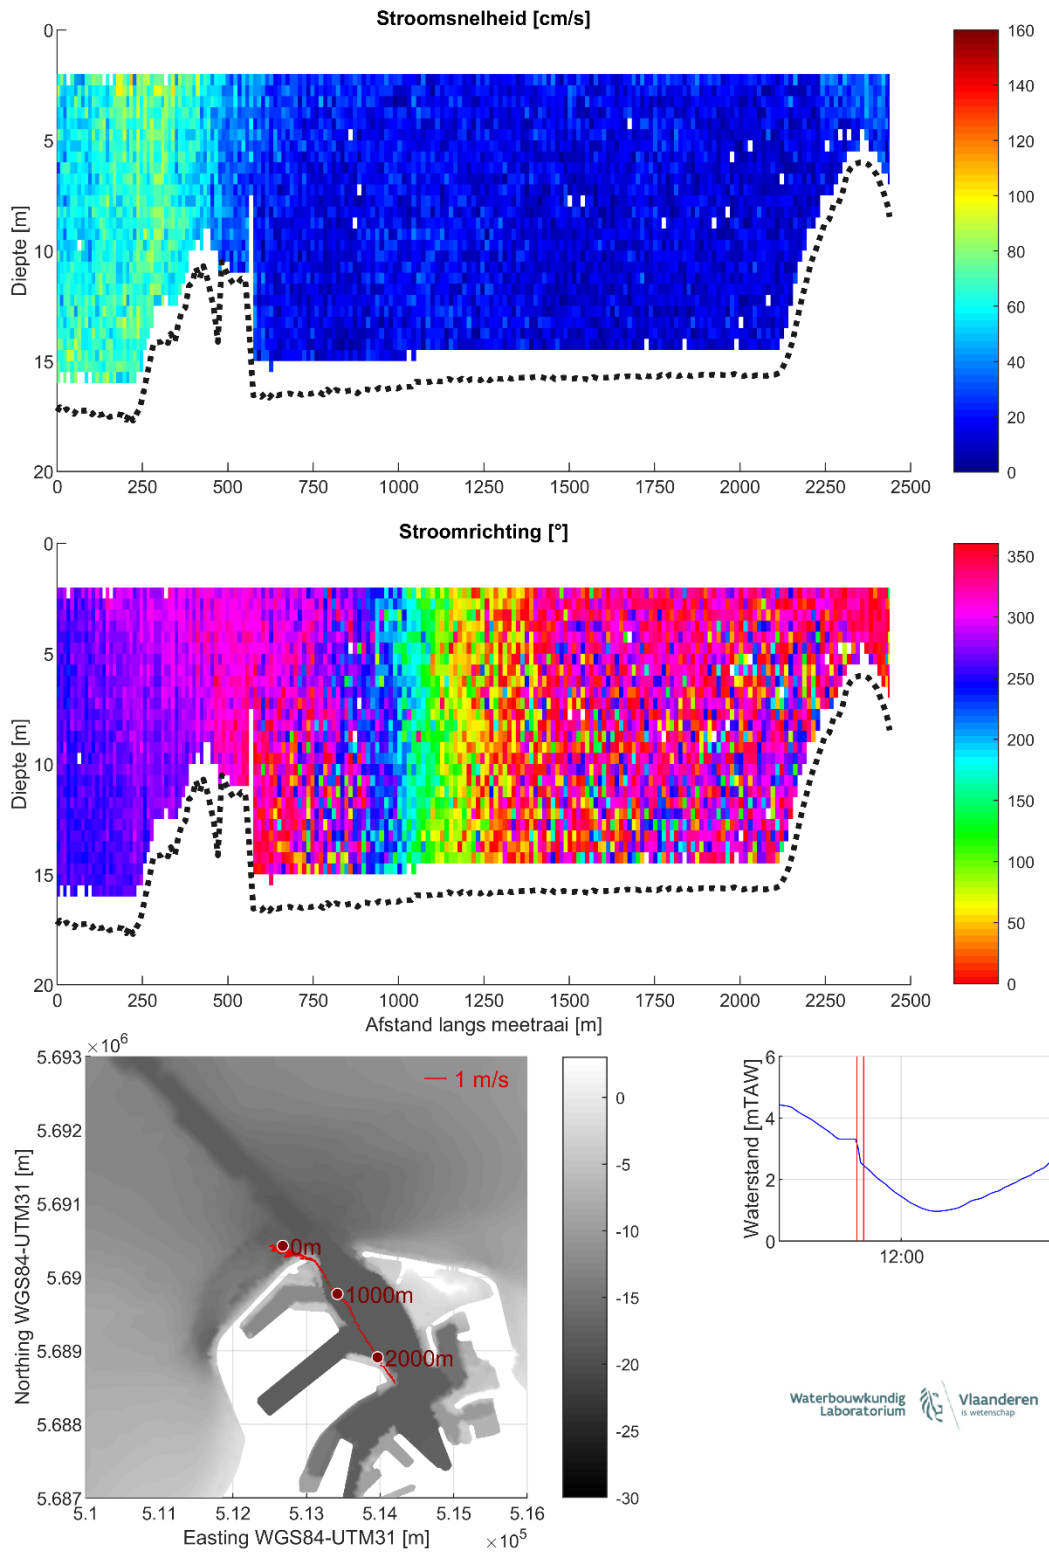 Stroomsnelheid [cm/s]
Diepte [m]
0
5
10
15
20
0 250 500 750 1000 1250 1500 1750 2000 2250 2500
160
140
120
100
80
60
40
20
0
Stroomrichting [°]
Diepte [m]
0
5
10
15
20
0 250 500 750 1000 1250 1500 1750 2000 2250 2500
Afstand langs meetraai [m]
350
300
250
200
150
100
50
0
×10⁶
5.693
5.692
5.691
5.69
5.689
5.688
5.687
Northing WGS84-UTM31 [m]
1 m/s
0m
1000m
2000m
5.1 5.11 5.12 5.13 5.14 5.15 5.16
Easting WGS84-UTM31 [m]
×10⁵
0
-5
-10
-15
-20
-25
-30
Waterstand [mTAW]
6
4
2
0
12:00
Waterbouwkundig
Laboratorium
Vlaanderen
is wetenschap